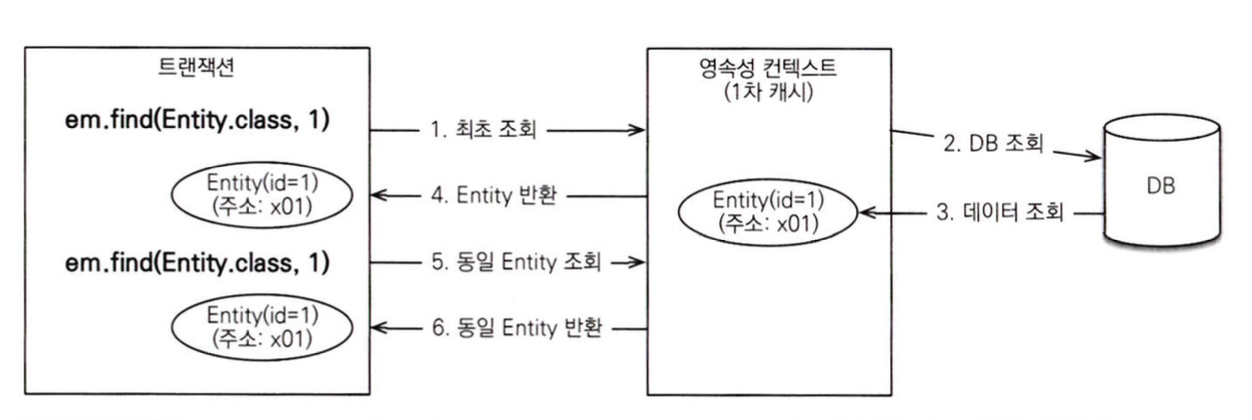 트랜잭션
em.find(Entity.class, 1)
Entity(id=1)
(주소: x01)
em.find(Entity.class, 1)
Entity(id=1)
(주소: x01)
1. 최초 조회
4. Entity 반환
5. 동일 Entity 조회
6. 동일 Entity 반환
영속성 컨텍스트
(1차 캐시)
Entity(id=1)
(주소: x01)
2. DB 조회
3. 데이터 조회
DB